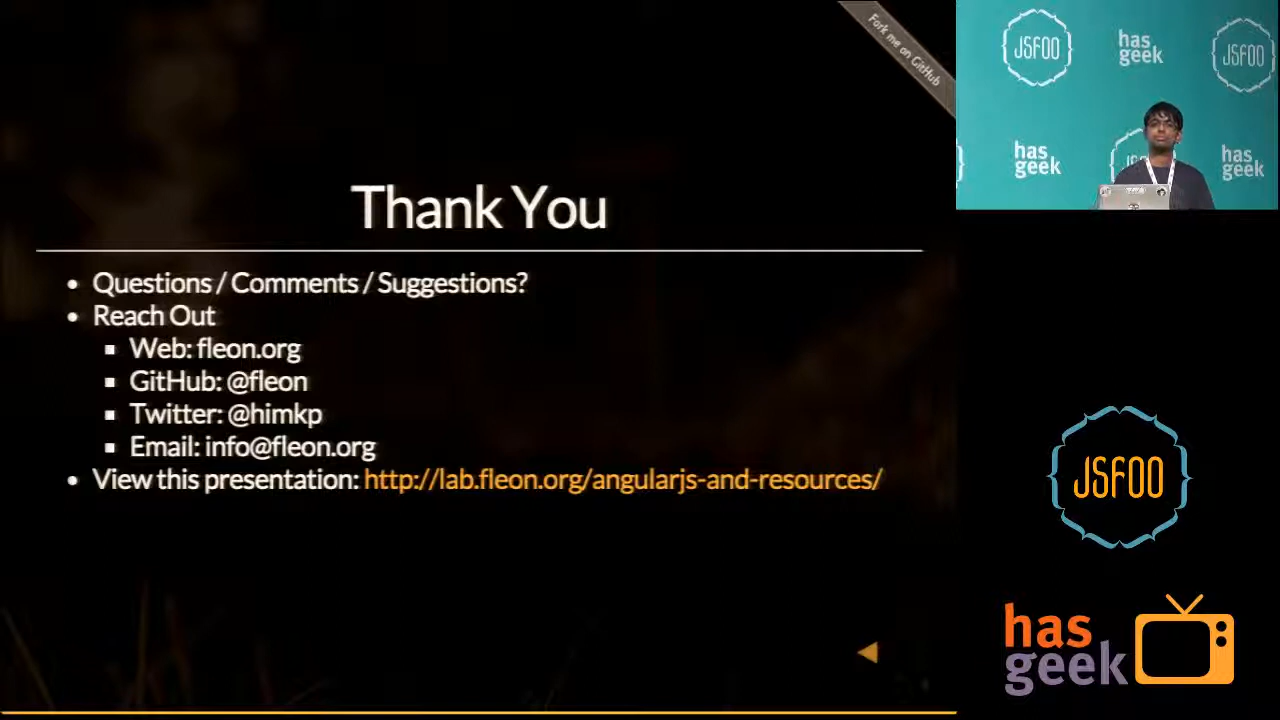 Fork me on GitHub
JSFOO
has
geek
JSFOO
has
geek
has
geek
Thank You
Questions / Comments / Suggestions?
Reach Out
Web: fleon.org
GitHub: @fleon
Twitter: @himkp
Email: info@fleon.org
View this presentation: http://lab.fleon.org/angularjs-and-resources/
JSFOO
has
geek